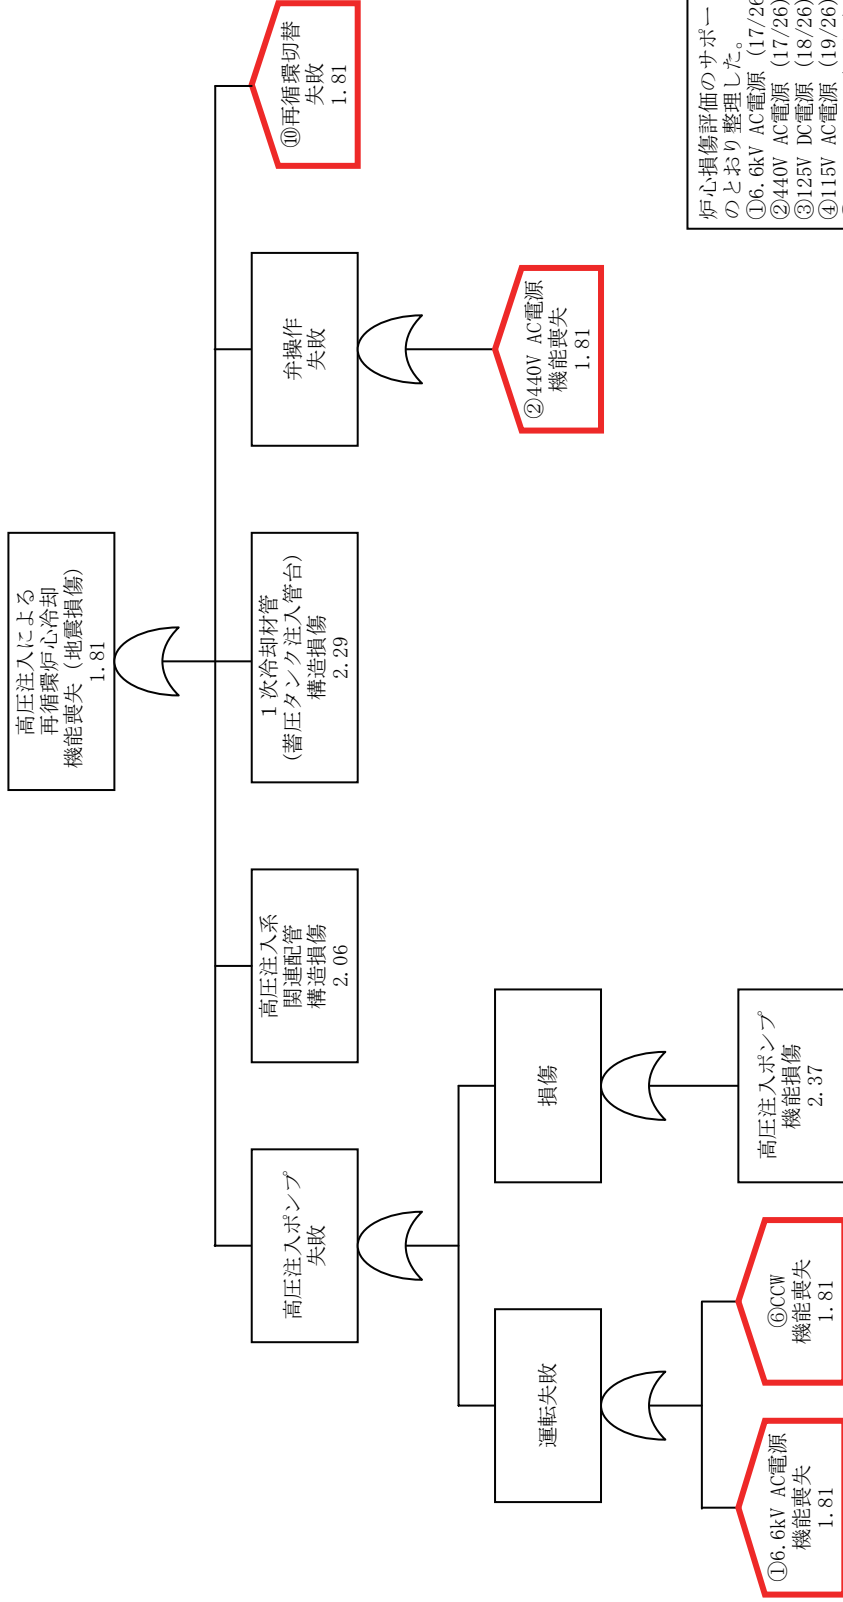 高圧注入による
再循環炉心冷却
機能喪失（地震損傷）
1.81
高圧注入ポンプ
失敗
高圧注入系
関連配管
構造損傷
2.06
１次冷却材管
(蓄圧タンク注入管台)
構造損傷
2.29
弁操作
失敗
⑩再循環切替
失敗
1.81
運転失敗
損傷
②440V AC電源
機能喪失
1.81
①6.6kV AC電源
機能喪失
1.81
⑥CCW
機能喪失
1.81
高圧注入ポンプ
機能損傷
2.37
炉心損傷評価のサポー
のとおり整理した。
①6.6kV AC電源 (17/26
②440V AC電源 (17/26)
③125V DC電源 (18/26)
④115V AC電源 (19/26)